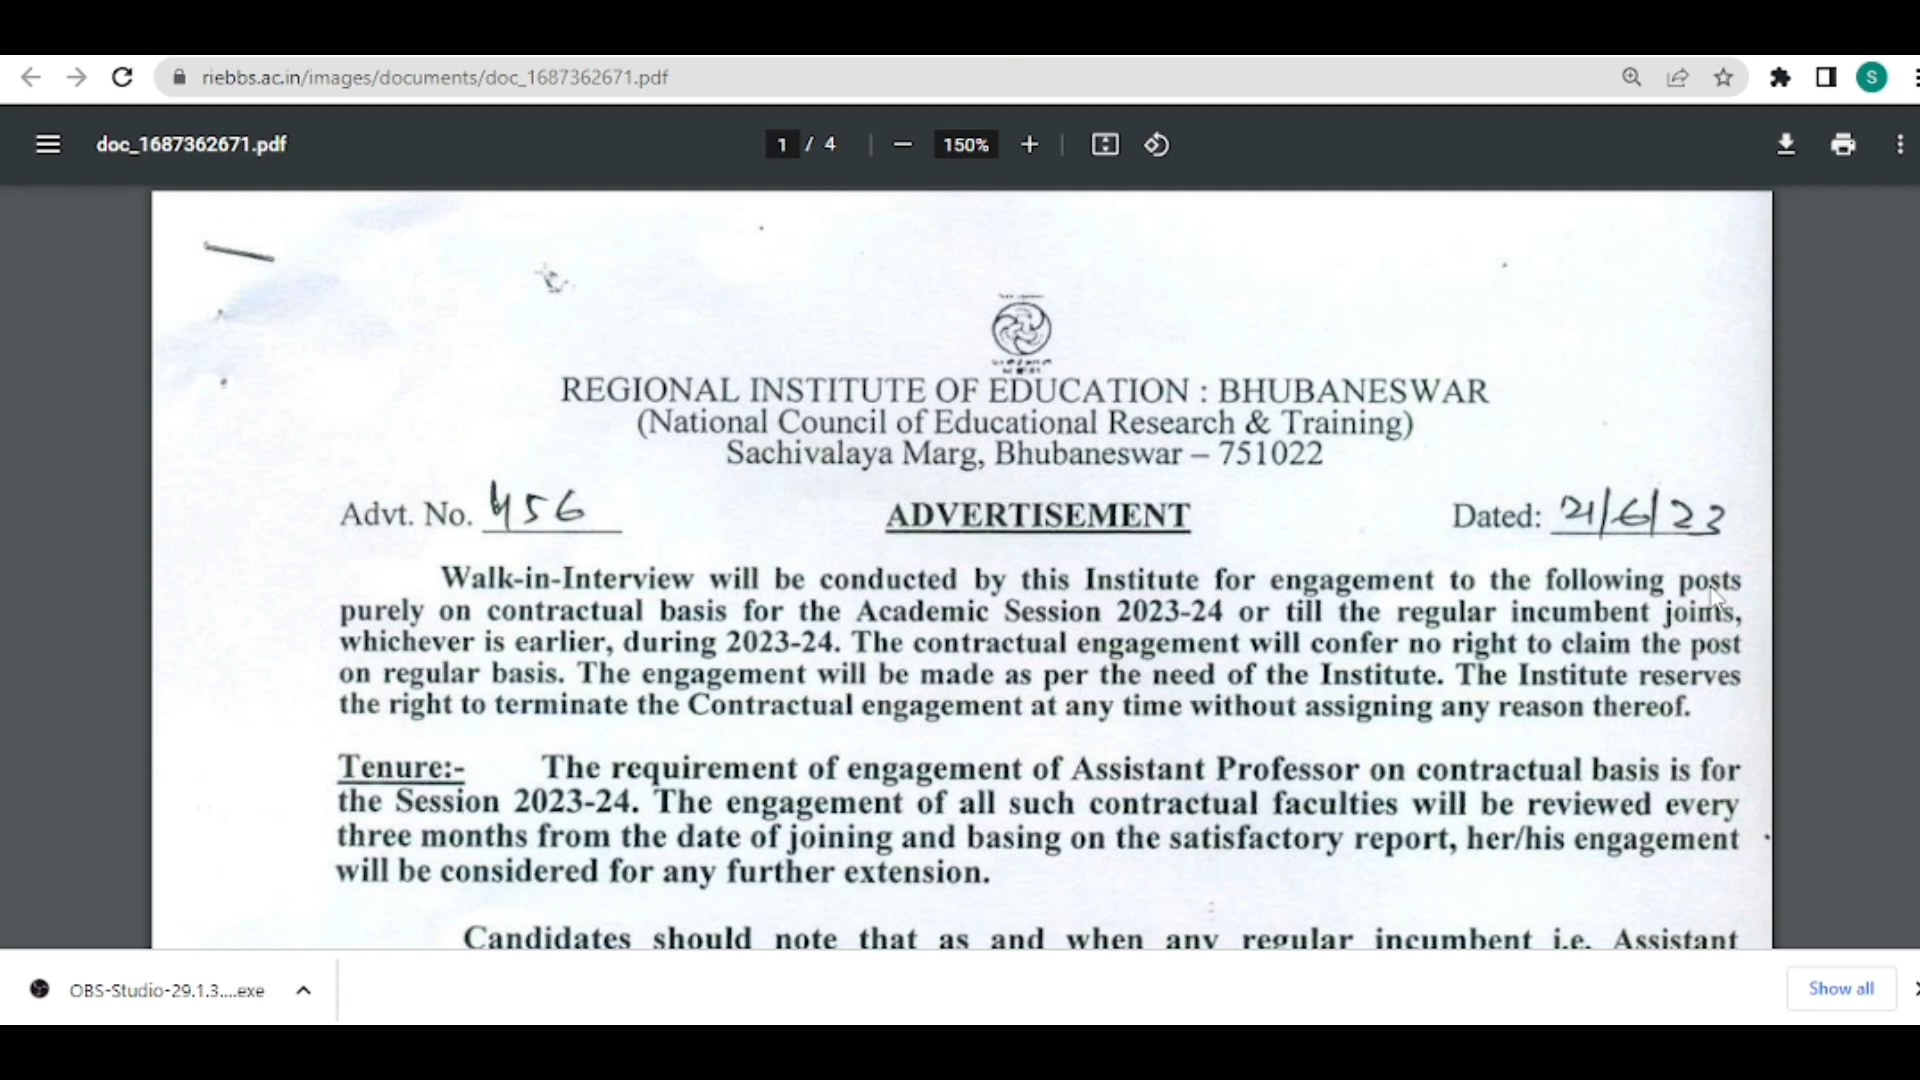 riebbs.ac.in/images/documents/doc_1687362671.pdf
S
doc_1687362671.pdf
1 / 4
150%
REGIONAL INSTITUTE OF EDUCATION : BHUBANESWAR
(National Council of Educational Research & Training)
Sachivalaya Marg, Bhubaneswar – 751022
Advt. No. 456 ADVERTISEMENT Dated: 21/6/23
Walk-in-Interview will be conducted by this Institute for engagement to the following posts
purely on contractual basis for the Academic Session 2023-24 or till the regular incumbent joints,
whichever is earlier, during 2023-24. The contractual engagement will confer no right to claim the post
on regular basis. The engagement will be made as per the need of the Institute. The Institute reserves
the right to terminate the Contractual engagement at any time without assigning any reason thereof.
Tenure:- The requirement of engagement of Assistant Professor on contractual basis is for
the Session 2023-24. The engagement of all such contractual faculties will be reviewed every
three months from the date of joining and basing on the satisfactory report, her/his engagement
will be considered for any further extension.
Candidates should note that as and when any regular incumbent i.e. Assistant
OBS-Studio-29.1.3....exe
Show all